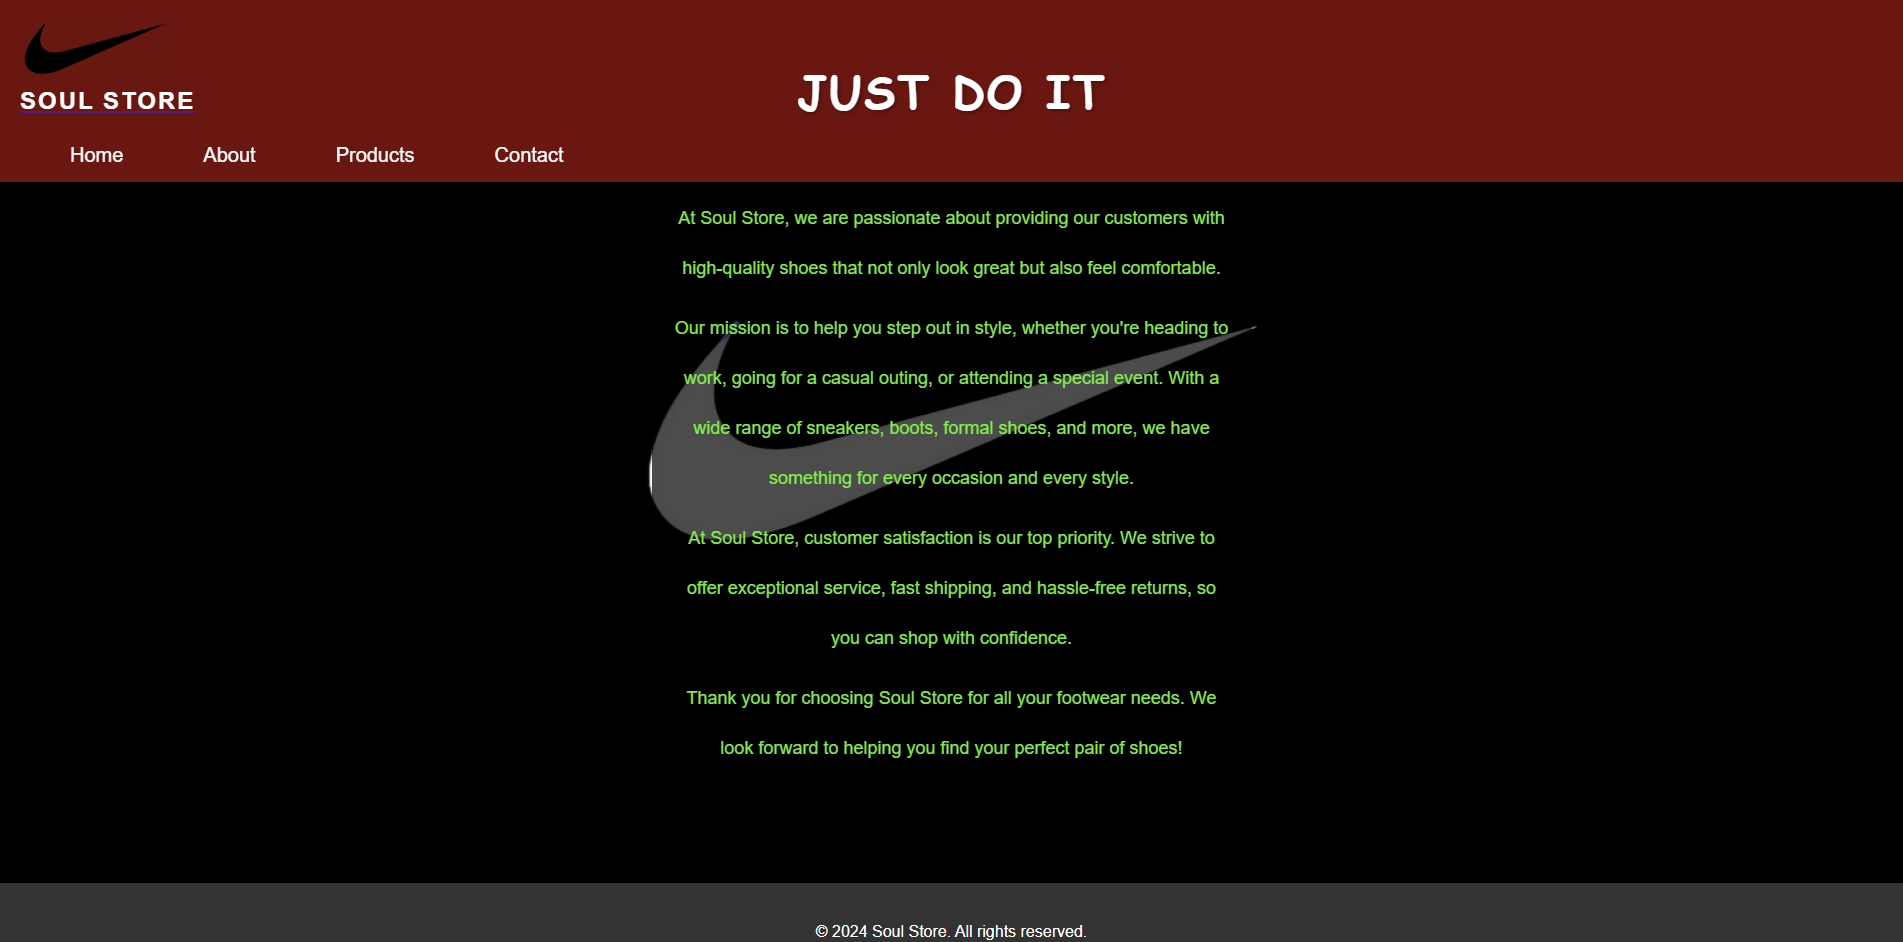 SOUL STORE
JUST DO IT
Home About Products Contact
At Soul Store, we are passionate about providing our customers with
high-quality shoes that not only look great but also feel comfortable.
Our mission is to help you step out in style, whether you're heading to
work, going for a casual outing, or attending a special event. With a
wide range of sneakers, boots, formal shoes, and more, we have
something for every occasion and every style.
At Soul Store, customer satisfaction is our top priority. We strive to
offer exceptional service, fast shipping, and hassle-free returns, so
you can shop with confidence.
Thank you for choosing Soul Store for all your footwear needs. We
look forward to helping you find your perfect pair of shoes!
© 2024 Soul Store. All rights reserved.